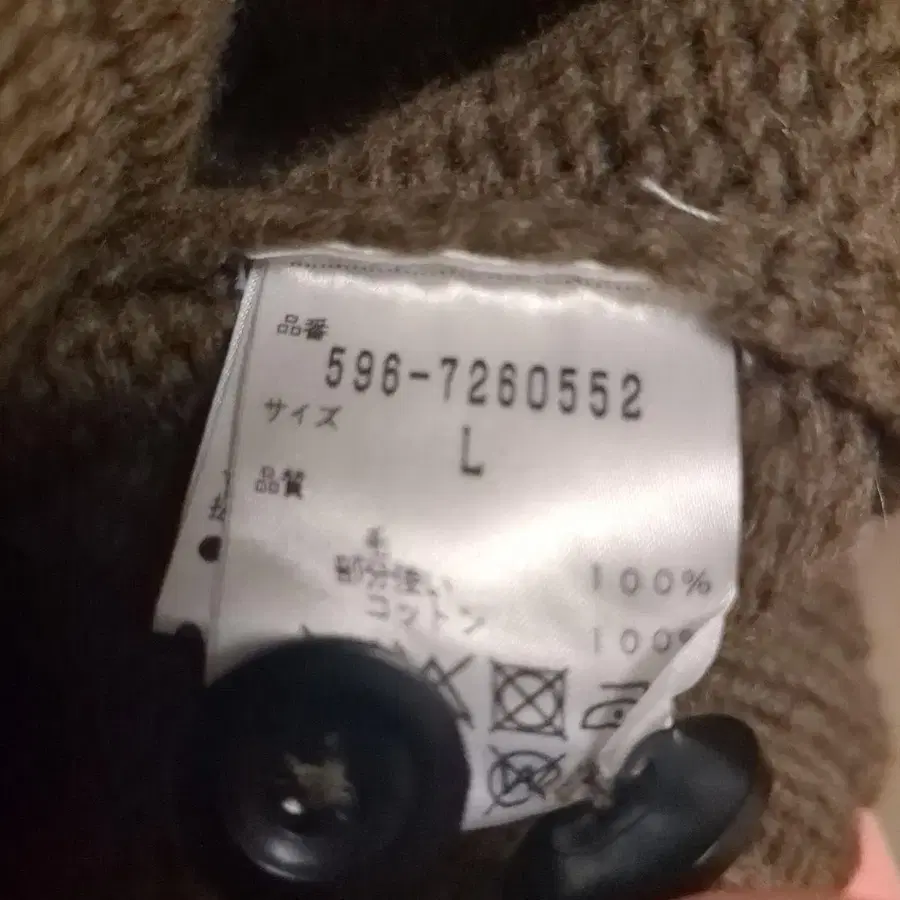 品番
596-7260552
サイズ
L
品質
毛 100%
部分使い
コットン 100%